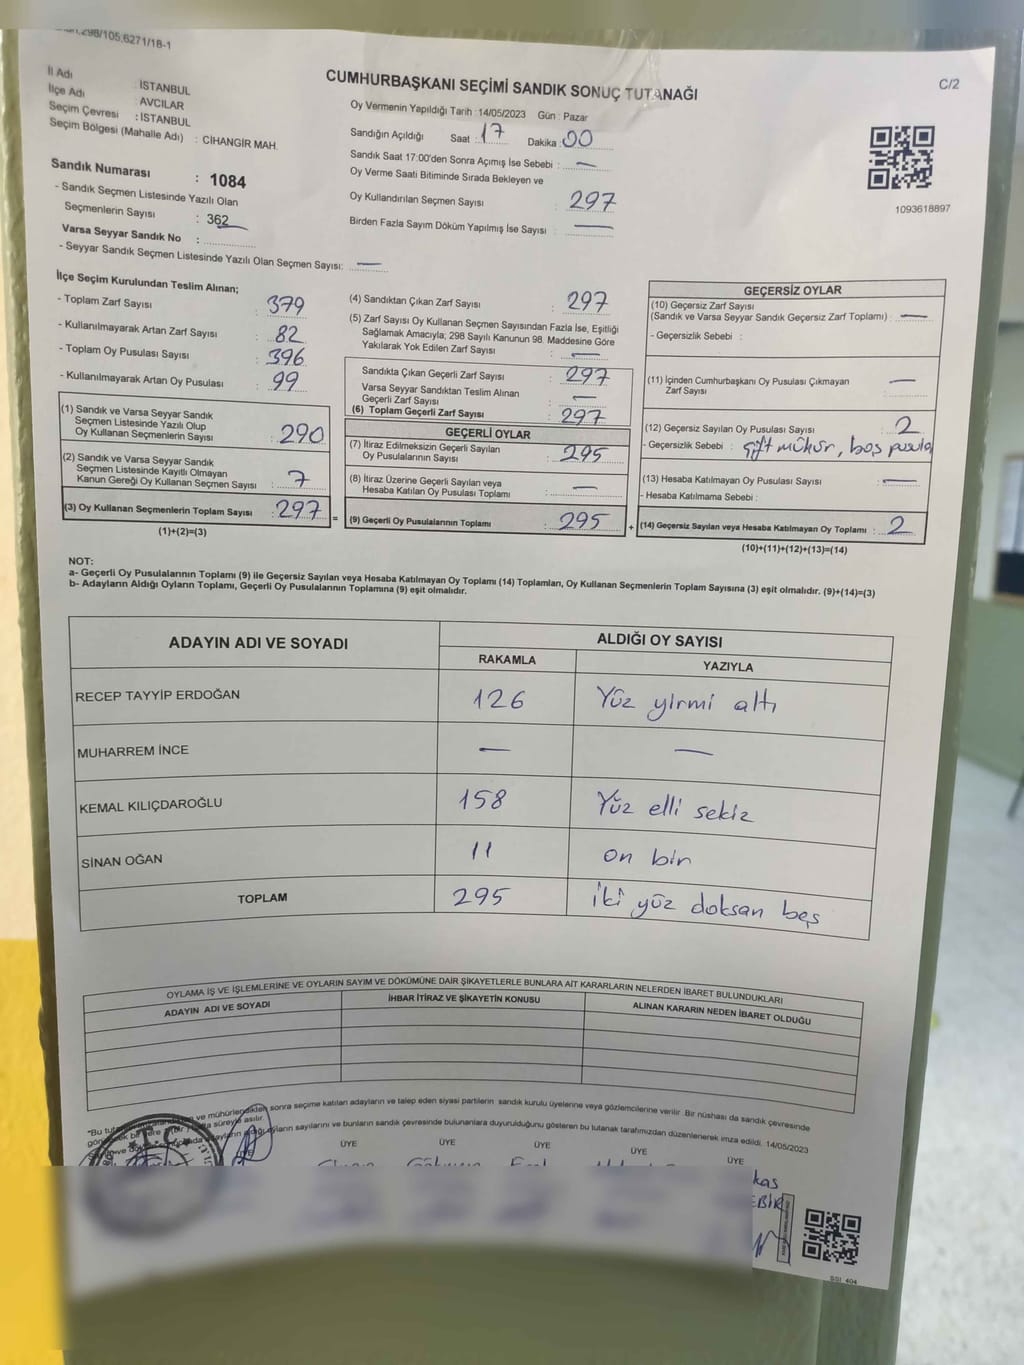 298/105,6271/18-1
CUMHURBAŞKANI SEÇİMİ SANDIK SONUÇ TUTANAĞI
C/2
İl Adı : İSTANBUL
İlçe Adı : AVCILAR
Seçim Çevresi : İSTANBUL
Seçim Bölgesi (Mahalle Adı) : CİHANGİR MAH.
Sandık Numarası : 1084
- Sandık Seçmen Listesinde Yazılı Olan
Seçmenlerin Sayısı : 362
Varsa Seyyar Sandık No :
- Seyyar Sandık Seçmen Listesinde Yazılı Olan Seçmen Sayısı: —
Oy Vermenin Yapıldığı Tarih : 14/05/2023 Gün : Pazar
Sandığın Açıldığı Saat : 17 Dakika : 00
Sandık Saat 17:00'den Sonra Açımış İse Sebebi : —
Oy Verme Saati Bitiminde Sırada Bekleyen ve
Oy Kullandırılan Seçmen Sayısı : 297
Birden Fazla Sayım Döküm Yapılmış İse Sayısı : —
1093618897
İlçe Seçim Kurulundan Teslim Alınan;
- Toplam Zarf Sayısı : 379
- Kullanılmayarak Artan Zarf Sayısı : 82
- Toplam Oy Pusulası Sayısı : 396
- Kullanılmayarak Artan Oy Pusulası : 99
(1) Sandık ve Varsa Seyyar Sandık
Seçmen Listesinde Yazılı Olup
Oy Kullanan Seçmenlerin Sayısı : 290
(2) Sandık ve Varsa Seyyar Sandık
Seçmen Listesinde Kayıtlı Olmayan
Kanun Gereği Oy Kullanan Seçmen Sayısı : 7
(3) Oy Kullanan Seçmenlerin Toplam Sayısı : 297
(1)+(2)=(3)
(4) Sandıktan Çıkan Zarf Sayısı : 297
(5) Zarf Sayısı Oy Kullanan Seçmen Sayısından Fazla İse, Eşitliği
Sağlamak Amacıyla; 298 Sayılı Kanunun 98. Maddesine Göre
Yakılarak Yok Edilen Zarf Sayısı : —
Sandıkta Çıkan Geçerli Zarf Sayısı : 297
Varsa Seyyar Sandıktan Teslim Alınan
Geçerli Zarf Sayısı : —
(6) Toplam Geçerli Zarf Sayısı : 297
GEÇERLİ OYLAR
(7) İtiraz Edilmeksizin Geçerli Sayılan
Oy Pusulalarının Sayısı : 295
(8) İtiraz Üzerine Geçerli Sayılan veya
Hesaba Katılan Oy Pusulası Toplamı : —
= (9) Geçerli Oy Pusulalarının Toplamı : 295
GEÇERSİZ OYLAR
(10) Geçersiz Zarf Sayısı
(Sandık ve Varsa Seyyar Sandık Geçersiz Zarf Toplamı) : —
- Geçersizlik Sebebi :
(11) İçinden Cumhurbaşkanı Oy Pusulası Çıkmayan
Zarf Sayısı : —
(12) Geçersiz Sayılan Oy Pusulası Sayısı : 2
- Geçersizlik Sebebi : çift mühür, boş pusula
(13) Hesaba Katılmayan Oy Pusulası Sayısı : —
- Hesaba Katılmama Sebebi :
+ (14) Geçersiz Sayılan veya Hesaba Katılmayan Oy Toplamı : 2
(10)+(11)+(12)+(13)=(14)
NOT:
a- Geçerli Oy Pusulalarının Toplamı (9) ile Geçersiz Sayılan veya Hesaba Katılmayan Oy Toplamı (14) Toplamları, Oy Kullanan Seçmenlerin Toplam Sayısına (3) eşit olmalıdır. (9)+(14)=(3)
b- Adayların Aldığı Oyların Toplamı, Geçerli Oy Pusulalarının Toplamına (9) eşit olmalıdır.
ADAYIN ADI VE SOYADI ALDIĞI OY SAYISI
RAKAMLA YAZIYLA
RECEP TAYYİP ERDOĞAN 126 Yüz yirmi altı
MUHARREM İNCE — —
KEMAL KILIÇDAROĞLU 158 Yüz elli sekiz
SİNAN OĞAN 11 on bir
TOPLAM 295 iki yüz doksan beş
OYLAMA İŞ VE İŞLEMLERİNE VE OYLARIN SAYIM VE DÖKÜMÜNE DAİR ŞİKAYETLERLE BUNLARA AİT KARARLARIN NELERDEN İBARET BULUNDUKLARI
ADAYIN ADI VE SOYADI İHBAR İTİRAZ VE ŞİKAYETİN KONUSU ALINAN KARARIN NEDEN İBARET OLDUĞU
*Bu ve mühürlendikten sonra seçime katılan adayların ve talep eden siyasi partilerin sandık kurulu üyelerine veya gözlemcilerine verilir. Bir nüshası da sandık çevresinde
süreyle asılır.
oyların sayılarını ve bunların sandık çevresinde bulunanlara duyurulduğunu gösteren bu tutanak tarafımızdan düzenlenerek imza edildi. 14/05/2023
ÜYE ÜYE ÜYE ÜYE ÜYE
kas
EBİR
SSI 404